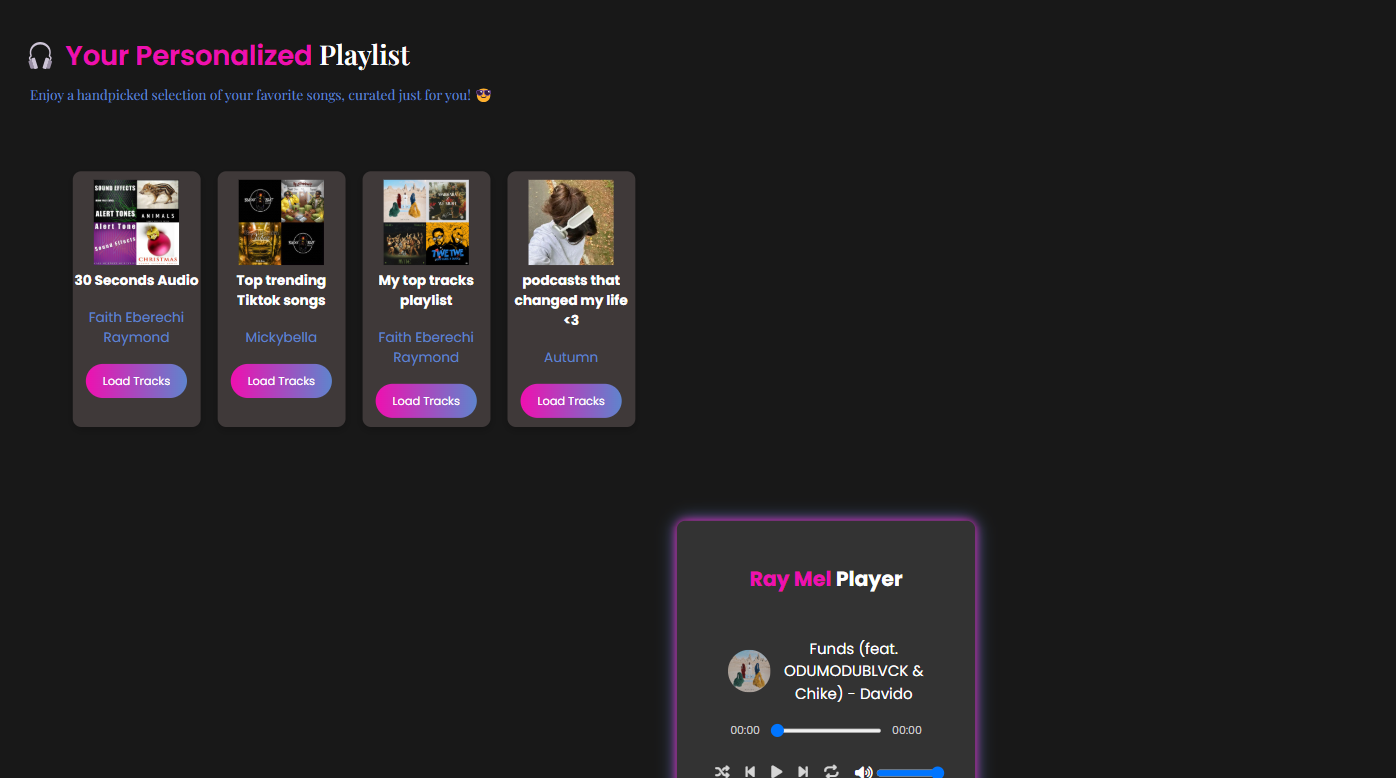 Your Personalized Playlist
Enjoy a handpicked selection of your favorite songs, curated just for you!
SOUND EFFECTS
ALERT TONES
ANIMALS
Alert Tone
Sound Effects
CHRISTMAS
30 Seconds Audio
Faith Eberechi
Raymond
Load Tracks
Top trending
Tiktok songs
Mickybella
Load Tracks
TWE TWE
My top tracks
playlist
Faith Eberechi
Raymond
Load Tracks
podcasts that
changed my life
<3
Autumn
Load Tracks
Ray Mel Player
Funds (feat.
ODUMODUBLVCK &
Chike) - Davido
00:00
00:00